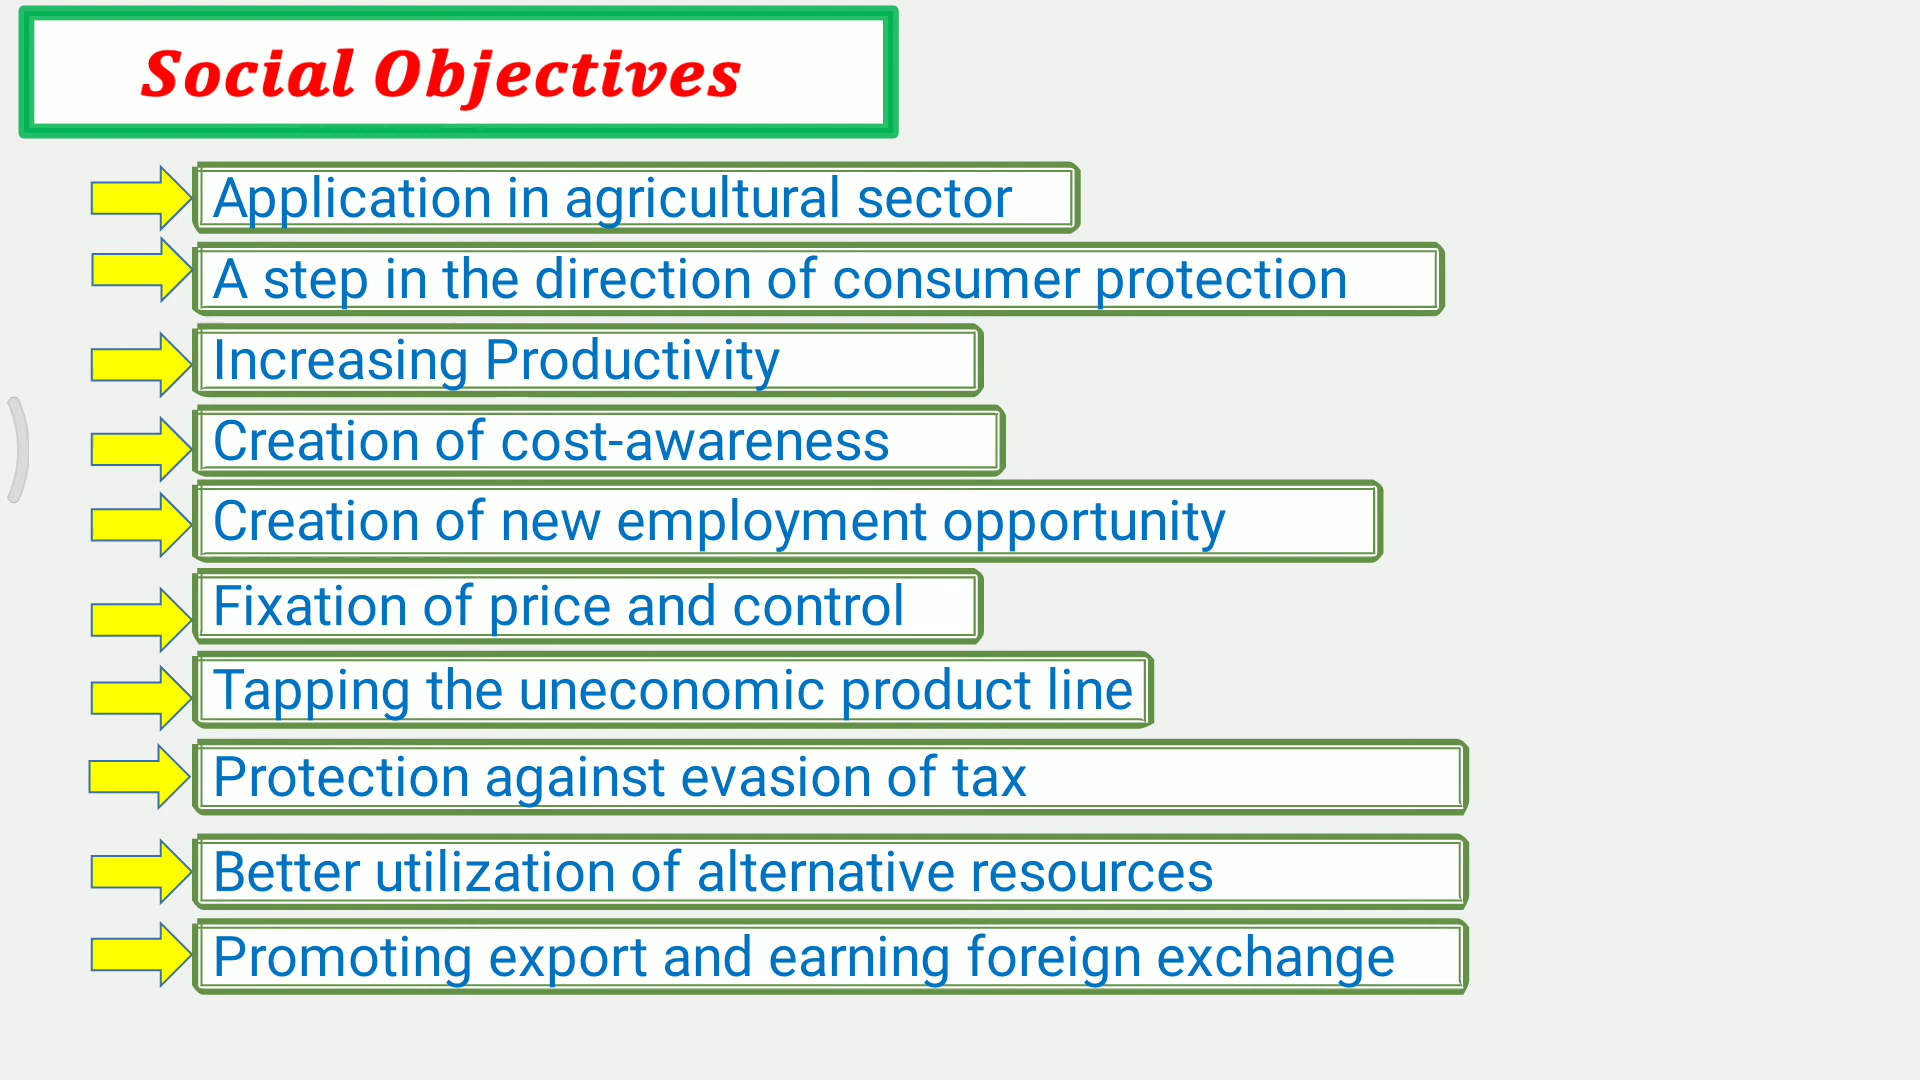 Social Objectives
Application in agricultural sector
A step in the direction of consumer protection
Increasing Productivity
Creation of cost-awareness
Creation of new employment opportunity
Fixation of price and control
Tapping the uneconomic product line
Protection against evasion of tax
Better utilization of alternative resources
Promoting export and earning foreign exchange